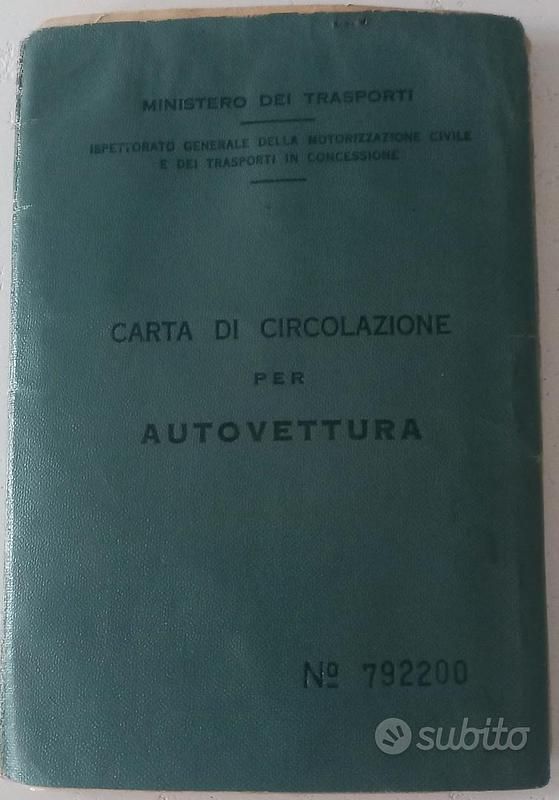 MINISTERO DEI TRASPORTI
ISPETTORATO GENERALE DELLA MOTORIZZAZIONE CIVILE
E DEI TRASPORTI IN CONCESSIONE
CARTA DI CIRCOLAZIONE
PER
AUTOVETTURA
Nº 792200
subito